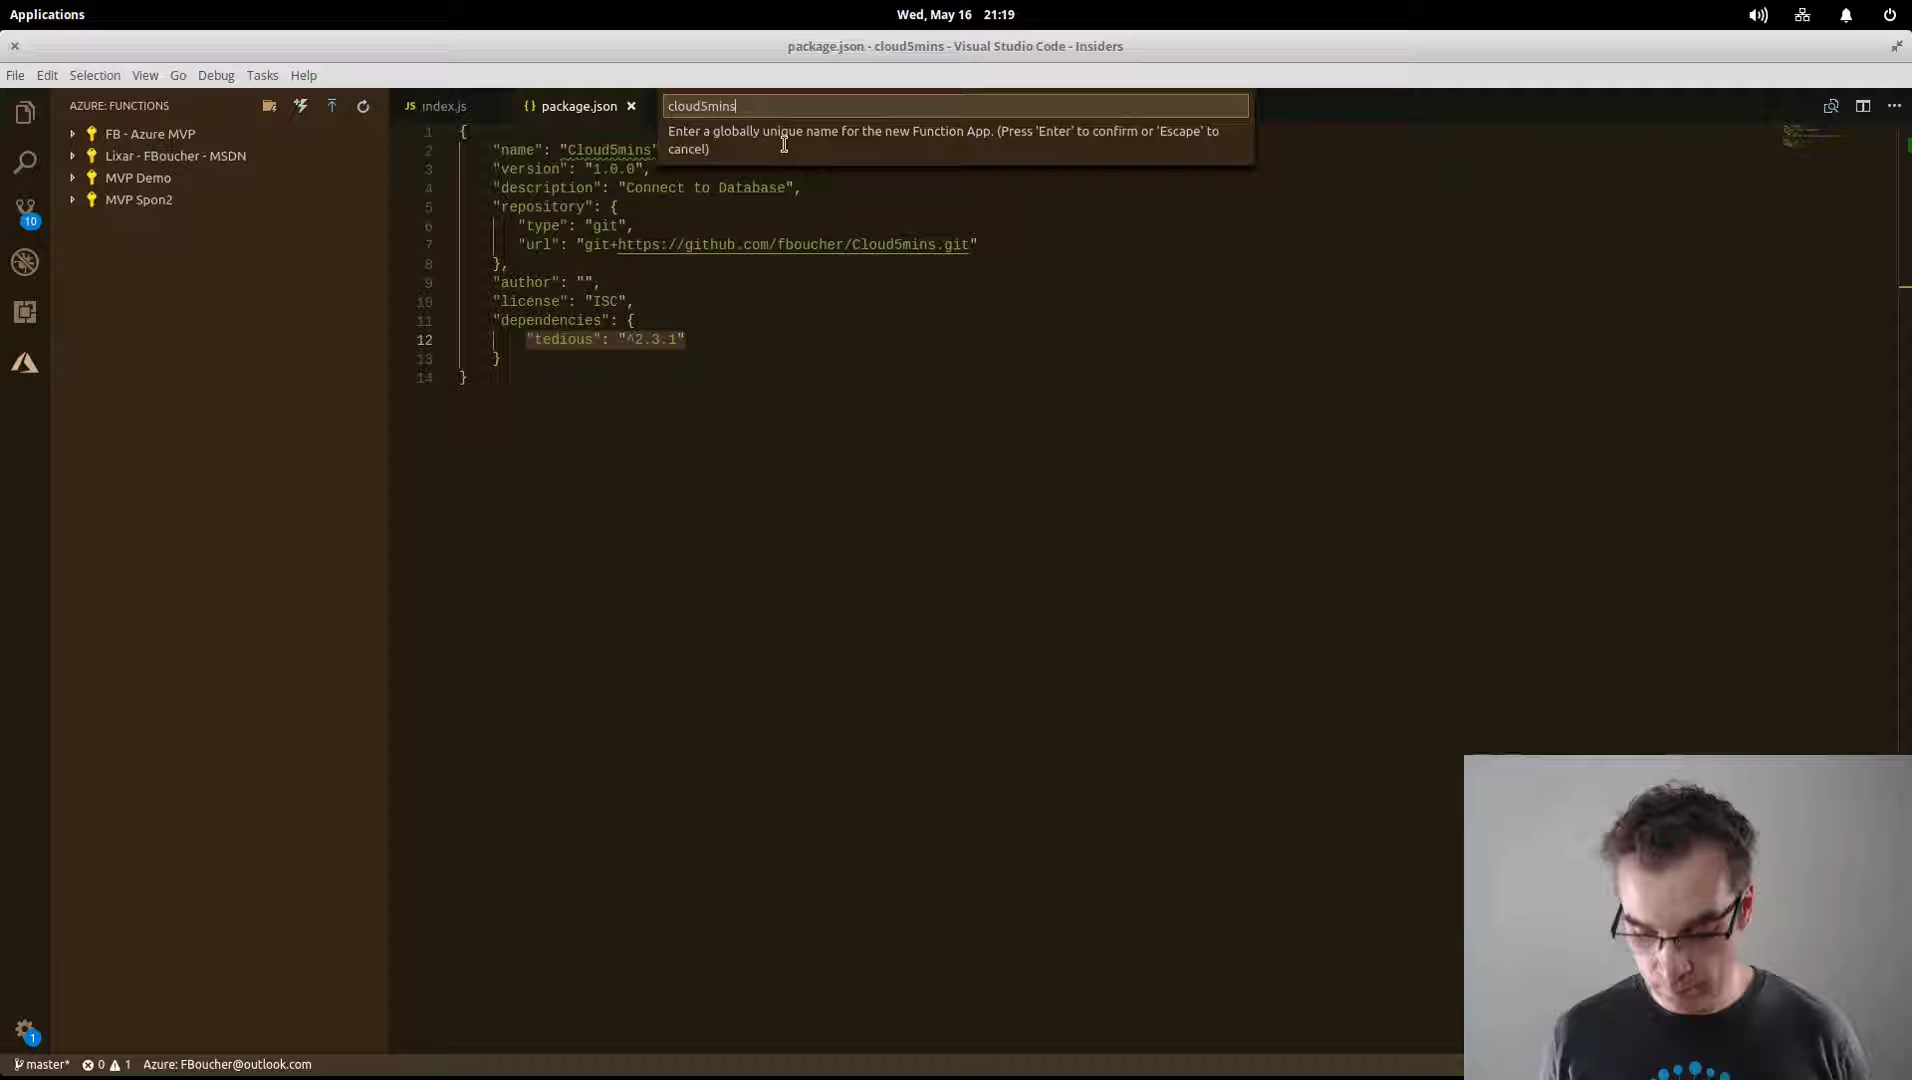 Applications
Wed, May 16 21:19
package.json - cloud5mins - Visual Studio Code - Insiders
File Edit Selection View Go Debug Tasks Help
AZURE: FUNCTIONS
FB - Azure MVP
Lixar - FBoucher - MSDN
MVP Demo
MVP Spon2
10
1
JS index.js
{} package.json
cloud5mins
Enter a globally unique name for the new Function App. (Press 'Enter' to confirm or 'Escape' to
cancel)
1 {
2 "name": "Cloud5mins"
3 "version": "1.0.0",
4 "description": "Connect to Database",
5 "repository": {
6 "type": "git",
7 "url": "git+https://github.com/fboucher/Cloud5mins.git"
8 },
9 "author": "",
10 "license": "ISC",
11 "dependencies": {
12 "tedious": "^2.3.1"
13 }
14 }
master* 0 1 Azure: FBoucher@outlook.com